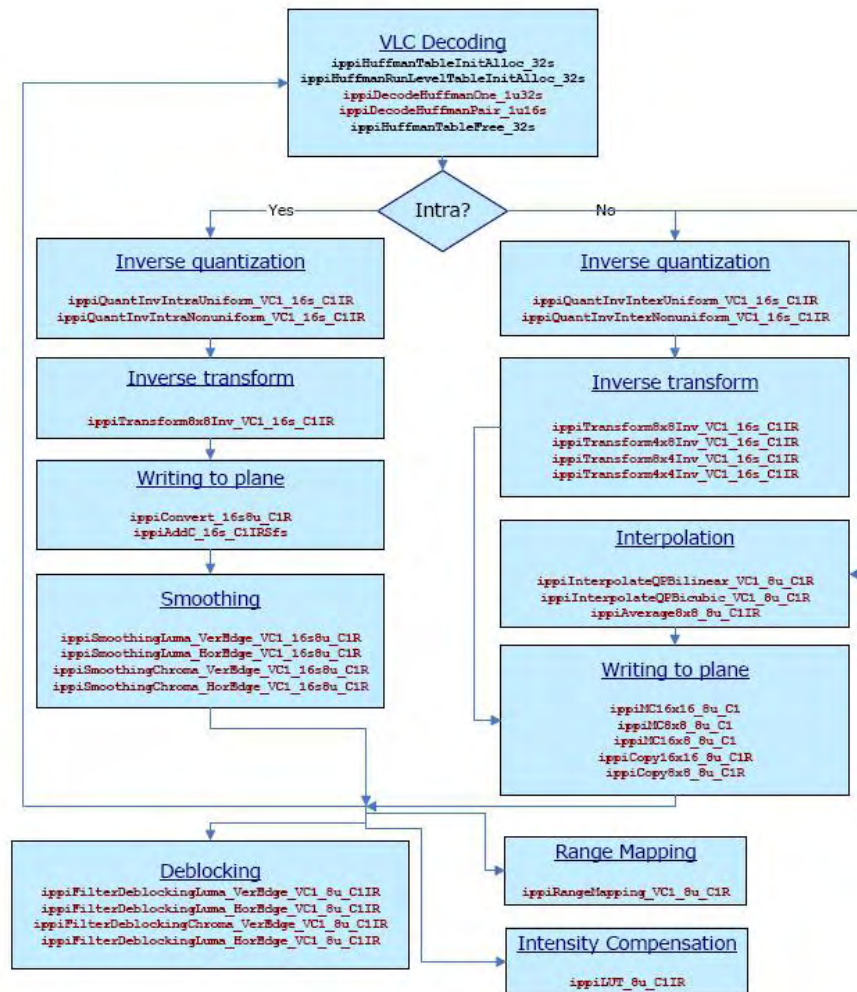 VLC Decoding
ippiHuffmanTableInitAlloc_32s
ippiHuffmanRunLevelTableInitAlloc_32s
ippiDecodeHuffmanOne_1u32s
ippiDecodeHuffmanPair_1u16s
ippiHuffmanTableFree_32s
Intra?
Yes
No
Inverse quantization
ippiQuantInvIntraUniform_VC1_16s_C1IR
ippiQuantInvIntraNonuniform_VC1_16s_C1IR
Inverse transform
ippiTransform8x8Inv_VC1_16s_C1IR
Writing to plane
ippiConvert_16s8u_C1R
ippiAddC_16s_C1IRSfs
Smoothing
ippiSmoothingLuma_VerEdge_VC1_16s8u_C1R
ippiSmoothingLuma_HorEdge_VC1_16s8u_C1R
ippiSmoothingChroma_VerEdge_VC1_16s8u_C1R
ippiSmoothingChroma_HorEdge_VC1_16s8u_C1R
Inverse quantization
ippiQuantInvInterUniform_VC1_16s_C1IR
ippiQuantInvInterNonuniform_VC1_16s_C1IR
Inverse transform
ippiTransform8x8Inv_VC1_16s_C1IR
ippiTransform4x8Inv_VC1_16s_C1IR
ippiTransform8x4Inv_VC1_16s_C1IR
ippiTransform4x4Inv_VC1_16s_C1IR
Interpolation
ippiInterpolateQPBilinear_VC1_8u_C1R
ippiInterpolateQPBicubic_VC1_8u_C1R
ippiAverage8x8_8u_C1IR
Writing to plane
ippiMC16x16_8u_C1
ippiMC8x8_8u_C1
ippiMC16x8_8u_C1
ippiCopy16x16_8u_C1R
ippiCopy8x8_8u_C1R
Deblocking
ippiFilterDeblockingLuma_VerEdge_VC1_8u_C1IR
ippiFilterDeblockingLuma_HorEdge_VC1_8u_C1IR
ippiFilterDeblockingChroma_VerEdge_VC1_8u_C1IR
ippiFilterDeblockingLuma_HorEdge_VC1_8u_C1IR
Range Mapping
ippiRangeMapping_VC1_8u_C1R
Intensity Compensation
ippiLUT_8u_C1IR